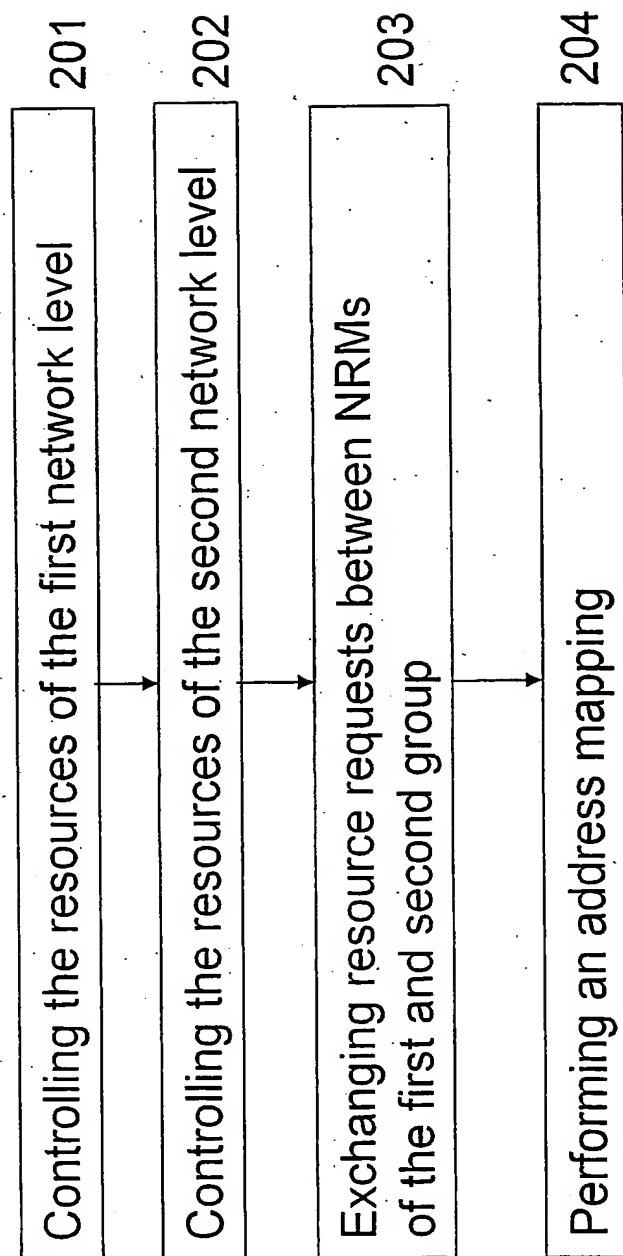 Controlling the resources of the first network level 201
Controlling the resources of the second network level 202
Exchanging resource requests between NRMs 203
of the first and second group
Performing an address mapping 204